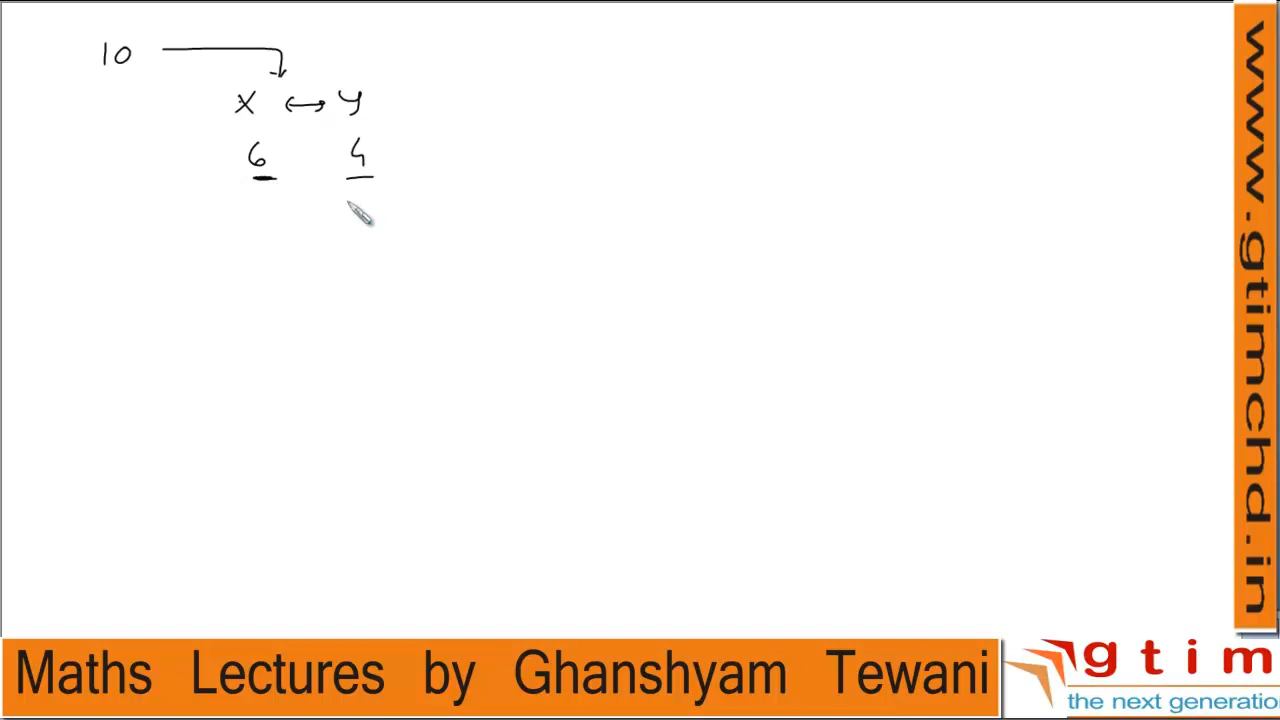 10
X ↔ Y
6 4
www.gtimchd.in
Maths Lectures by Ghanshyam Tewani
gtim
the next generatio